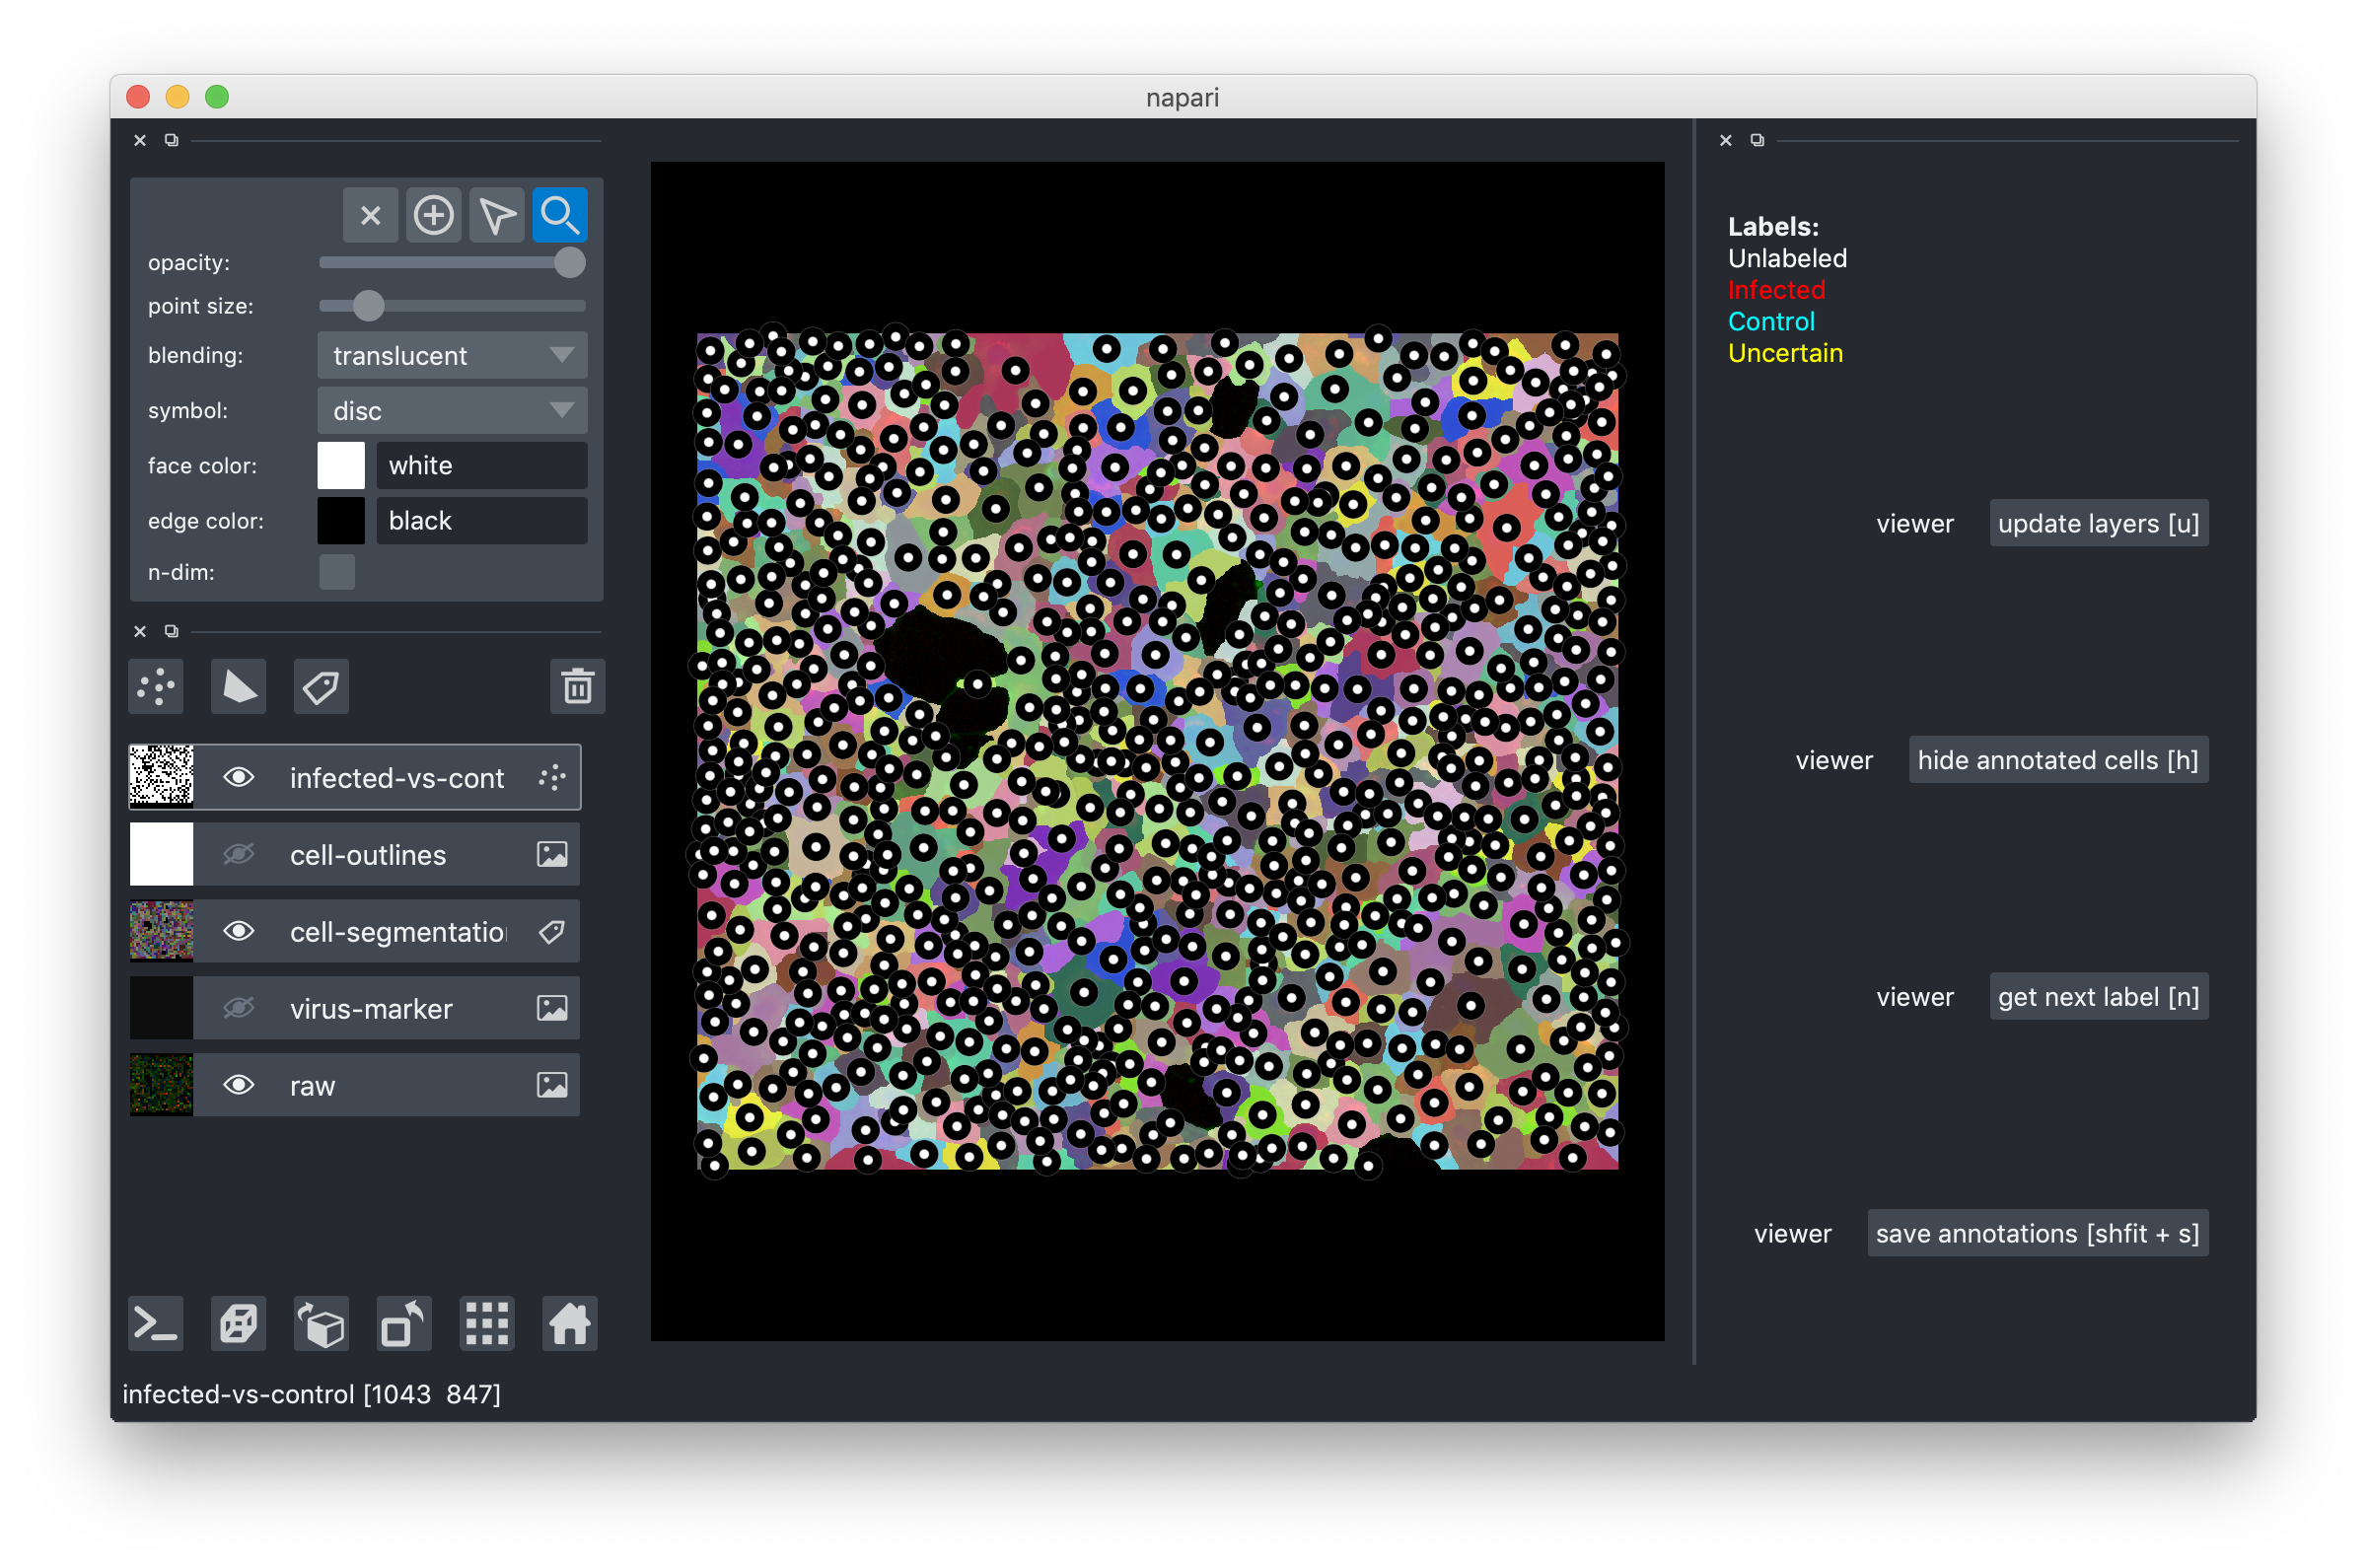 napari
opacity:
point size:
blending: translucent
symbol: disc
face color: white
edge color: black
n-dim:
infected-vs-cont
cell-outlines
cell-segmentatio
virus-marker
raw
infected-vs-control [1043 847]
Labels:
Unlabeled
Infected
Control
Uncertain
viewer update layers [u]
viewer hide annotated cells [h]
viewer get next label [n]
viewer save annotations [shfit + s]